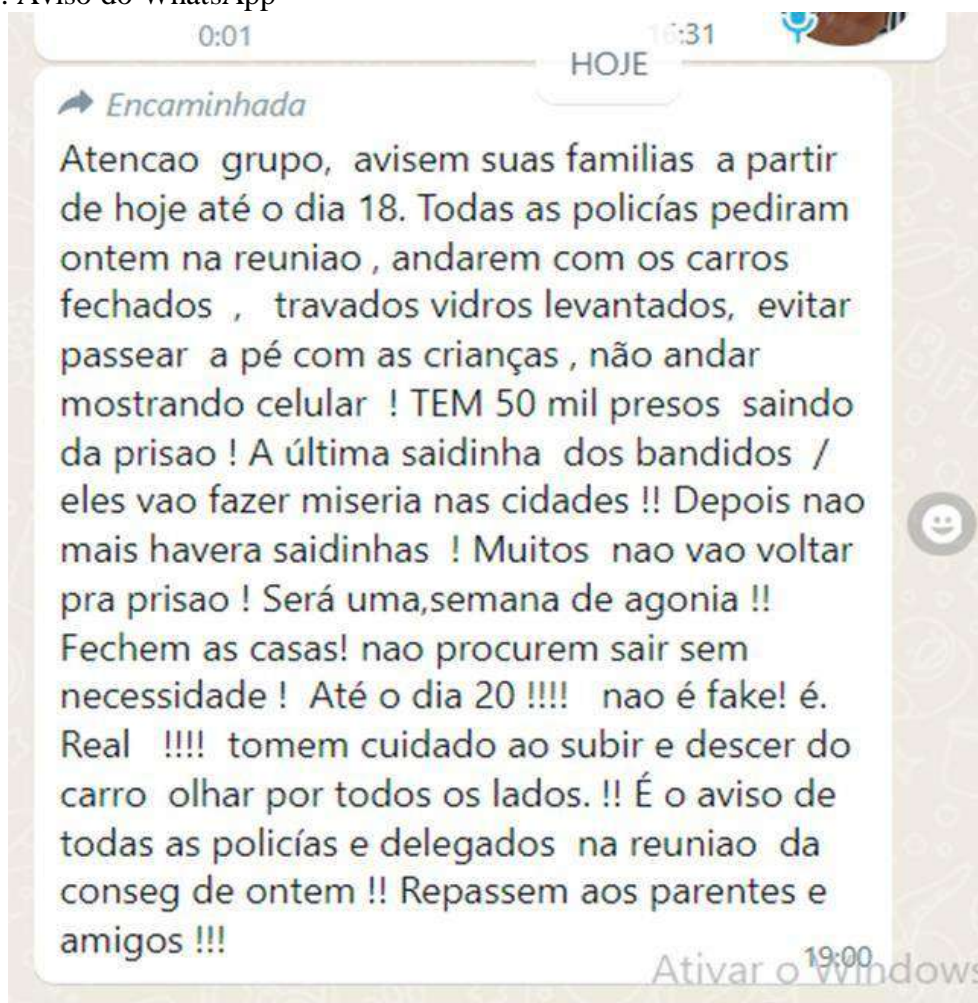 . Aviso do WhatsApp
0:01 :31
HOJE
Encaminhada
Atencao grupo, avisem suas familias a partir
de hoje até o dia 18. Todas as policías pediram
ontem na reuniao , andarem com os carros
fechados , travados vidros levantados, evitar
passear a pé com as crianças , não andar
mostrando celular ! TEM 50 mil presos saindo
da prisao ! A última saidinha dos bandidos /
eles vao fazer miseria nas cidades !! Depois nao
mais havera saidinhas ! Muitos nao vao voltar
pra prisao ! Será uma,semana de agonia !!
Fechem as casas! nao procurem sair sem
necessidade ! Até o dia 20 !!!! nao é fake! é.
Real !!!! tomem cuidado ao subir e descer do
carro olhar por todos os lados. !! É o aviso de
todas as policías e delegados na reuniao da
conseg de ontem !! Repassem aos parentes e
amigos !!!
19:00
Ativar o Windows